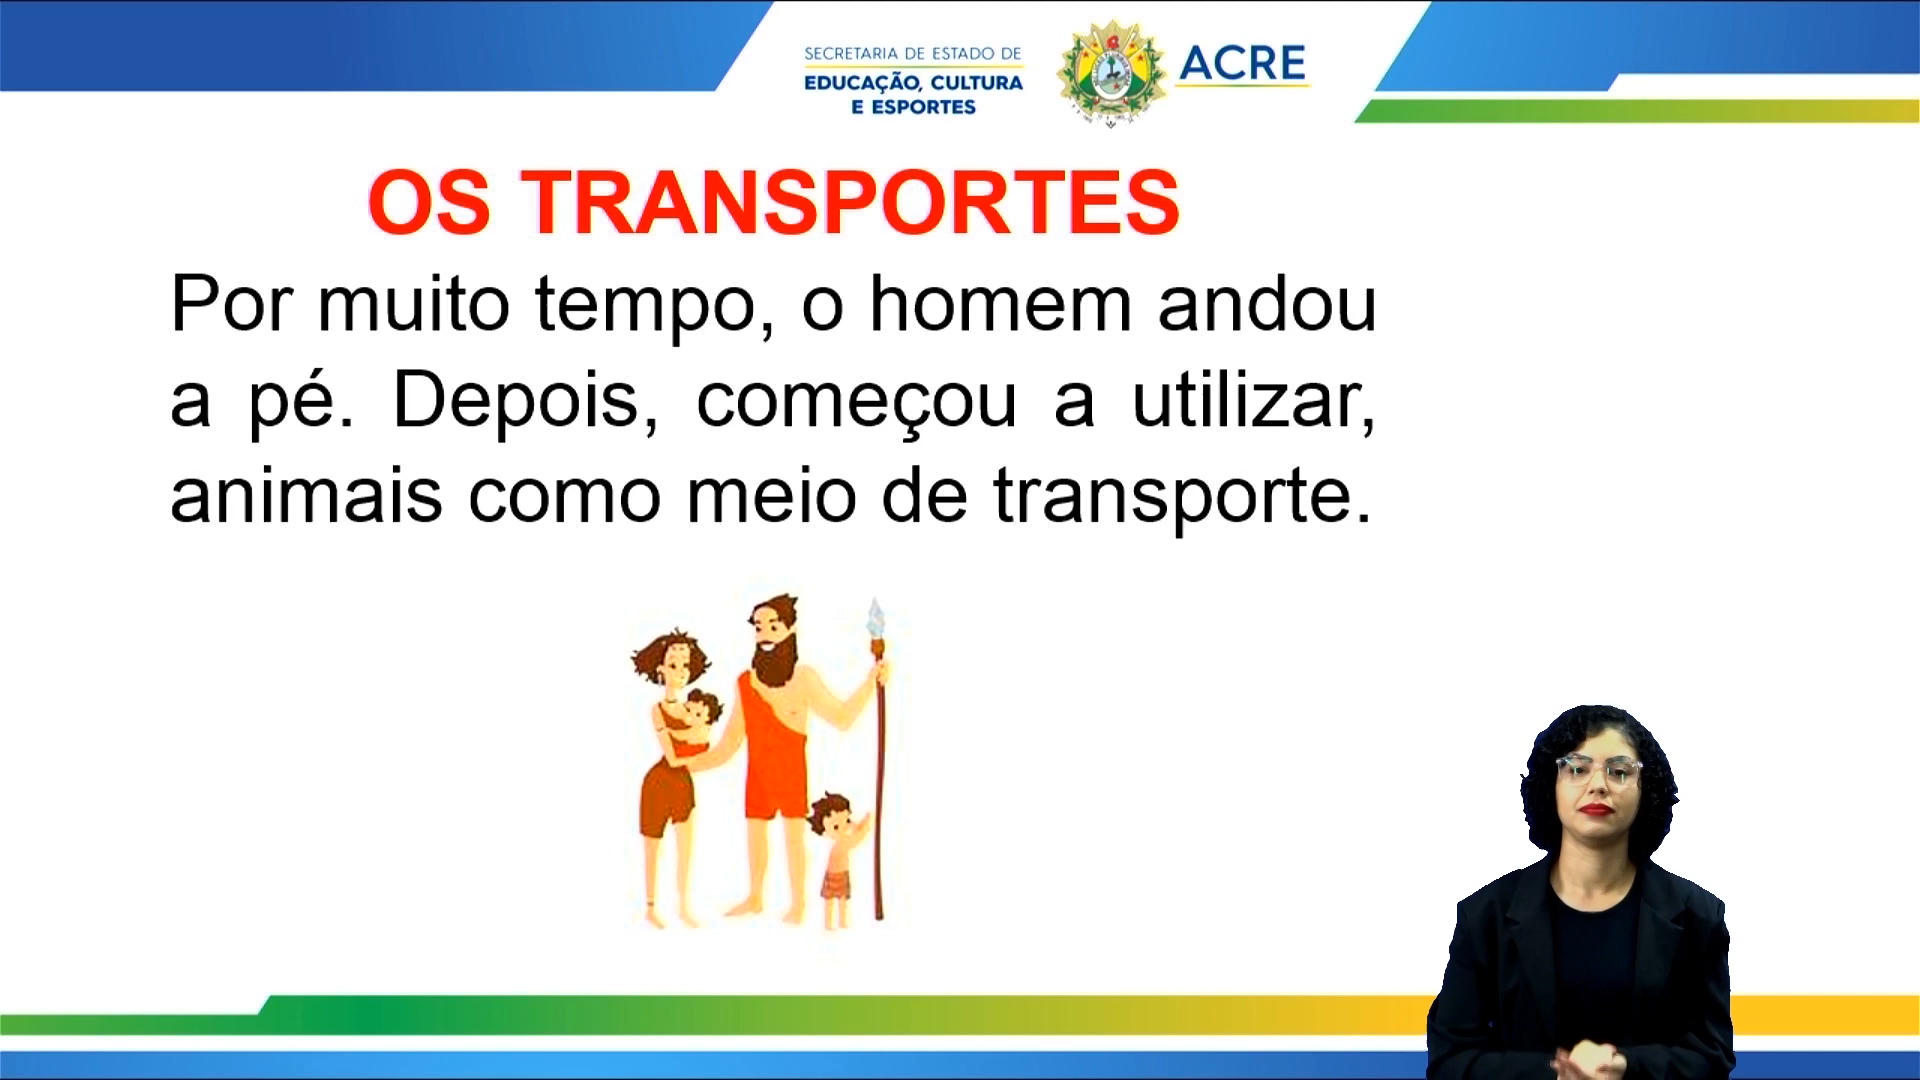 SECRETARIA DE ESTADO DE
EDUCAÇÃO, CULTURA
E ESPORTES
ACRE
OS TRANSPORTES
Por muito tempo, o homem andou
a pé. Depois, começou a utilizar,
animais como meio de transporte.